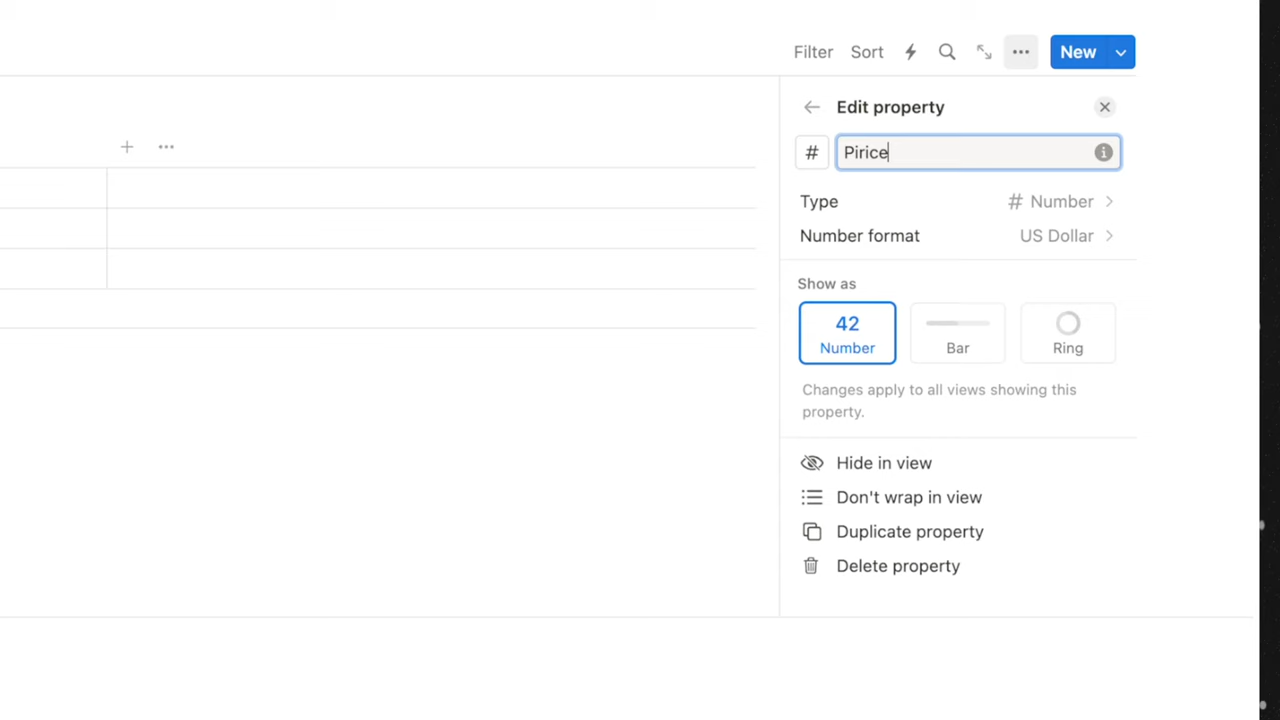 Filter Sort New
Edit property
# Pirice
Type # Number
Number format US Dollar
Show as
42
Number Bar Ring
Changes apply to all views showing this
property.
Hide in view
Don't wrap in view
Duplicate property
Delete property